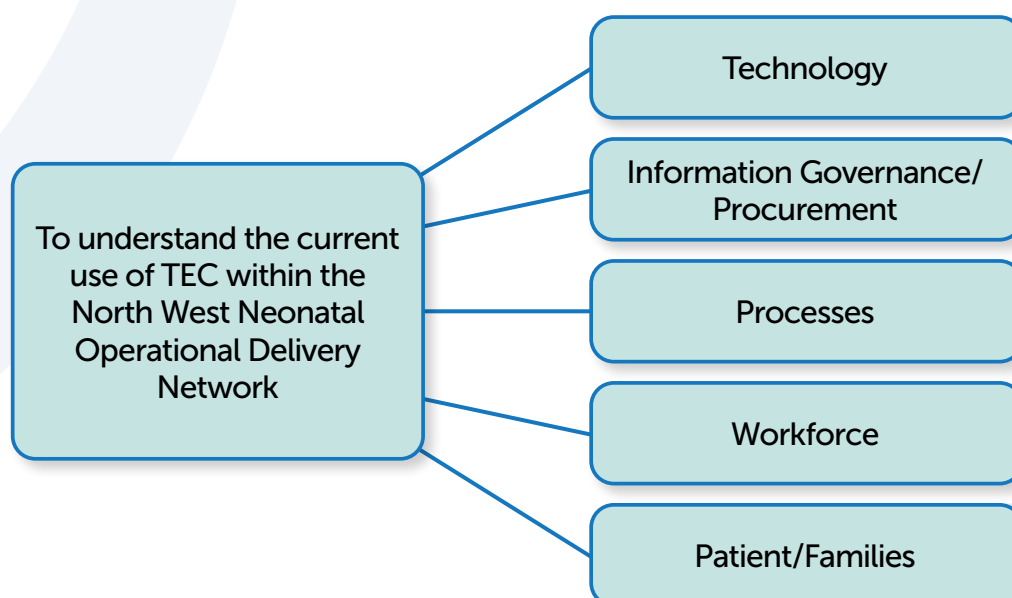 To understand the current
use of TEC within the
North West Neonatal
Operational Delivery
Network
Technology
Information Governance/
Procurement
Processes
Workforce
Patient/Families